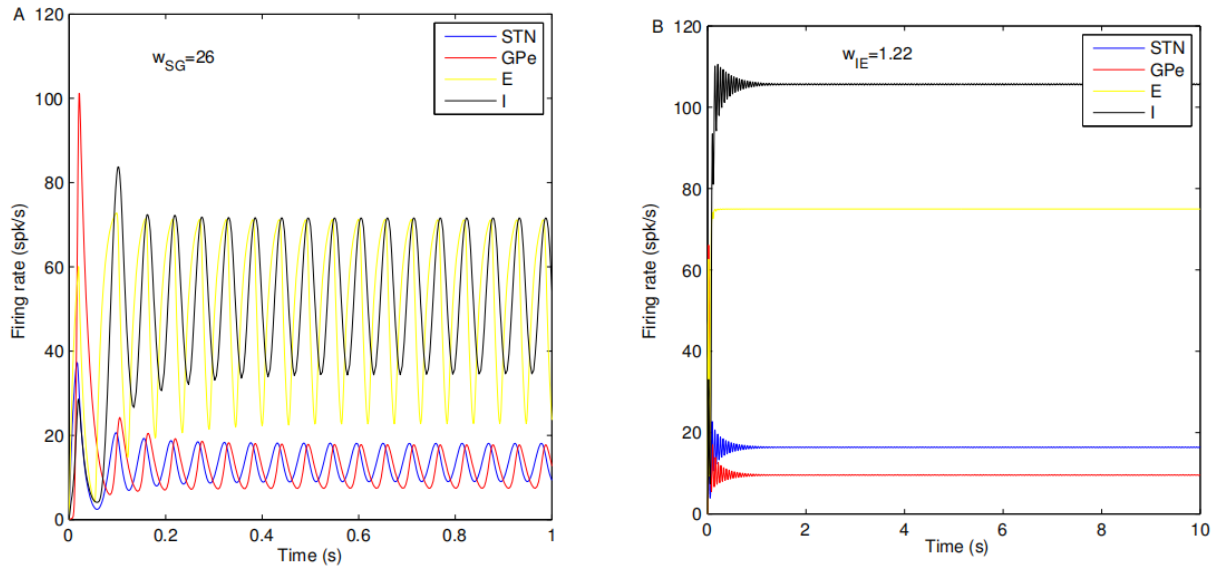 A
120
100
80
60
40
20
0
Firing rate (spk/s)
w_SG=26
STN
GPe
E
I
0 0.2 0.4 0.6 0.8 1
Time (s)
B
120
100
80
60
40
20
0
Firing rate (spk/s)
w_IE=1.22
STN
GPe
E
I
0 2 4 6 8 10
Time (s)